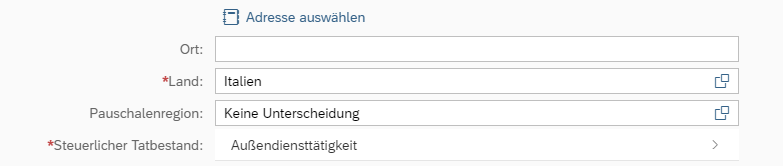 Adresse auswählen
Ort:
*Land: Italien
Pauschalenregion: Keine Unterscheidung
*Steuerlicher Tatbestand: Außendiensttätigkeit